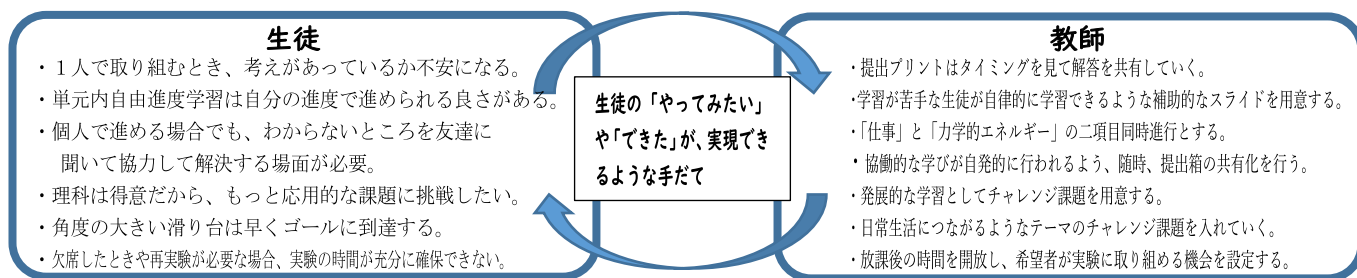 生徒
・１人で取り組むとき、考えがあっているか不安になる。
・単元内自由進度学習は自分の進度で進められる良さがある。
・個人で進める場合でも、わからないところを友達に
聞いて協力して解決する場面が必要。
・理科は得意だから、もっと応用的な課題に挑戦したい。
・角度の大きい滑り台は早くゴールに到達する。
・欠席したときや再実験が必要な場合、実験の時間が充分に確保できない。
生徒の「やってみたい」
や「できた」が、実現でき
るような手だて
教師
・提出プリントはタイミングを見て解答を共有していく。
・学習が苦手な生徒が自律的に学習できるような補助的なスライドを用意する。
・「仕事」と「力学的エネルギー」の二項目同時進行とする。
・協働的な学びが自発的に行われるよう、随時、提出箱の共有化を行う。
・発展的な学習としてチャレンジ課題を用意する。
・日常生活につながるようなテーマのチャレンジ課題を入れていく。
・放課後の時間を開放し、希望者が実験に取り組める機会を設定する。